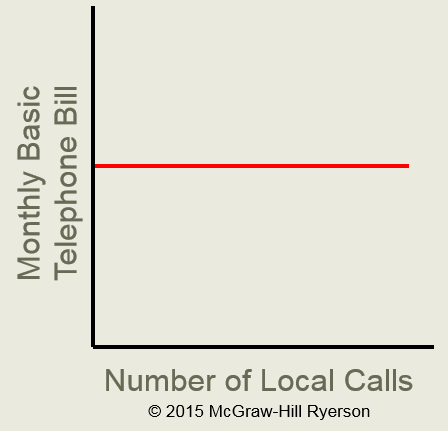 Monthly Basic
Telephone Bill
Number of Local Calls
© 2015 McGraw-Hill Ryerson